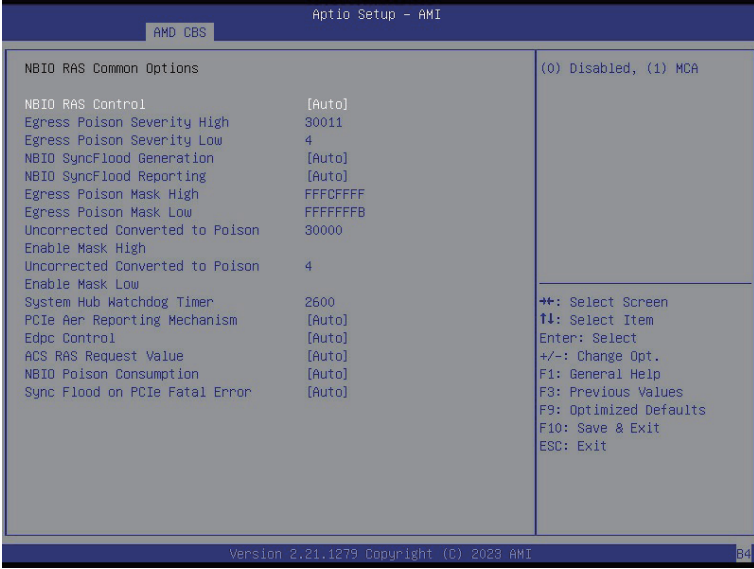 Aptio Setup – AMI
AMD CBS
NBIO RAS Common Options
(0) Disabled, (1) MCA
NBIO RAS Control [Auto]
Egress Poison Severity High 30011
Egress Poison Severity Low 4
NBIO SyncFlood Generation [Auto]
NBIO SyncFlood Reporting [Auto]
Egress Poison Mask High FFFCFFFF
Egress Poison Mask Low FFFFFFFB
Uncorrected Converted to Poison 30000
Enable Mask High
Uncorrected Converted to Poison 4
Enable Mask Low
System Hub Watchdog Timer 2600
PCIe Aer Reporting Mechanism [Auto]
Edpc Control [Auto]
ACS RAS Request Value [Auto]
NBIO Poison Consumption [Auto]
Sync Flood on PCIe Fatal Error [Auto]
→←: Select Screen
↑↓: Select Item
Enter: Select
+/-: Change Opt.
F1: General Help
F3: Previous Values
F9: Optimized Defaults
F10: Save & Exit
ESC: Exit
Version 2.21.1279 Copyright (C) 2023 AMI
B4